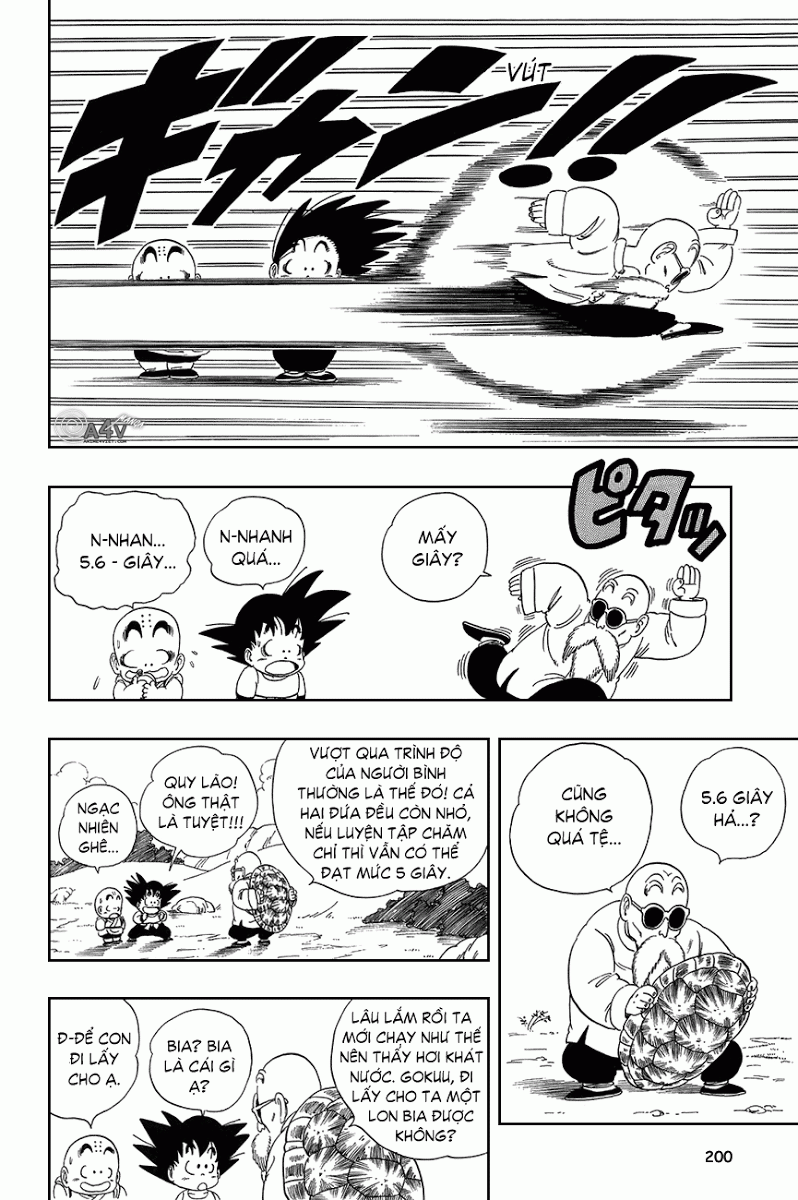 ギャン!!
VÚT
A4V
ANIME4VIET.COM
ピタッ
MẤY
GIÂY?
N-NHANH
QUÁ...
N-NHAN...
5.6 - GIÂY...
5.6 GIÂY
HẢ...?
CŨNG
KHÔNG
QUÁ TỆ...
VƯỢT QUA TRÌNH ĐỘ
CỦA NGƯỜI BÌNH
THƯỜNG LÀ THẾ ĐÓ! CẢ
HAI ĐỨA ĐỀU CÒN NHỎ,
NẾU LUYỆN TẬP CHĂM
CHỈ THÌ VẪN CÓ THỂ
ĐẠT MỨC 5 GIÂY.
QUY LÃO!
ÔNG THẬT
LÀ TUYỆT!!!
NGẠC
NHIÊN
GHÊ...
LÂU LẮM RỒI TA
MỚI CHẠY NHƯ THẾ
NÊN THẤY HƠI KHÁT
NƯỚC. GOKUU, ĐI
LẤY CHO TA MỘT
LON BIA ĐƯỢC
KHÔNG?
BIA? BIA
LÀ CÁI GÌ
Ạ?
Đ-ĐỂ CON
ĐI LẤY
CHO Ạ.
200